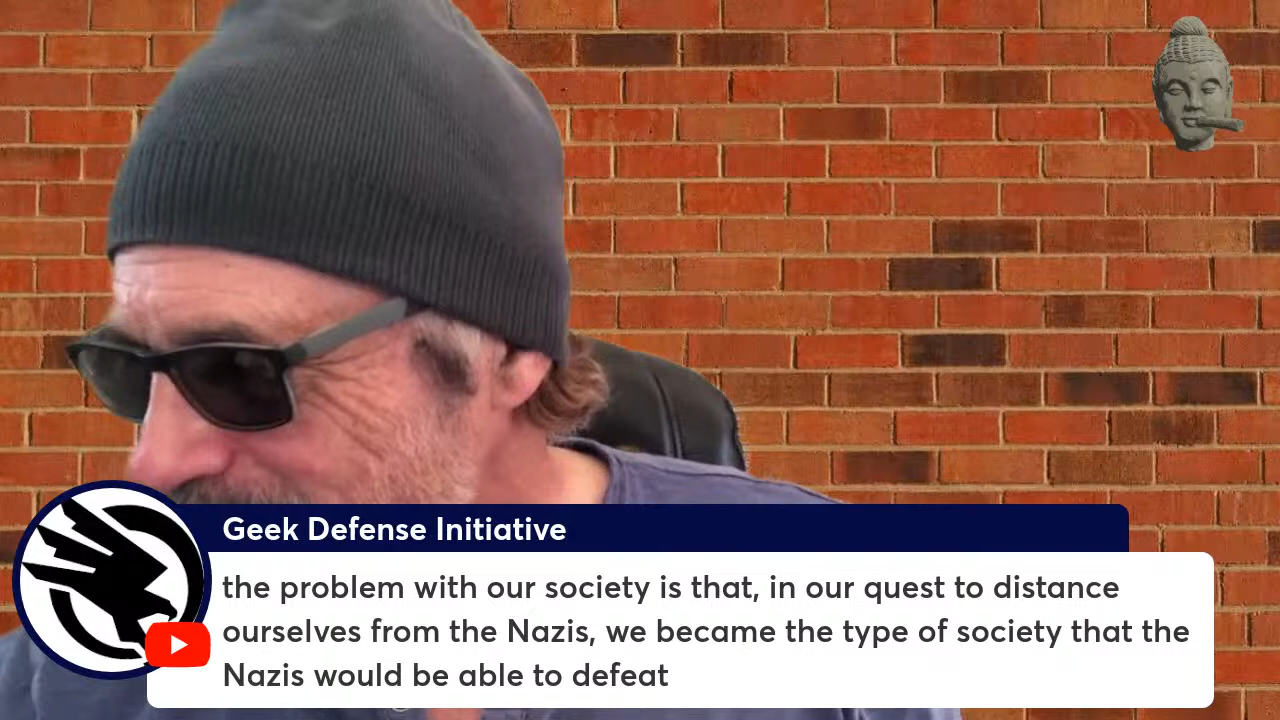 Geek Defense Initiative
the problem with our society is that, in our quest to distance
ourselves from the Nazis, we became the type of society that the
Nazis would be able to defeat